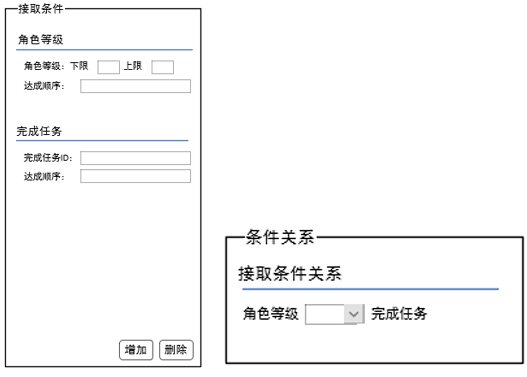 接取条件
角色等级
角色等级：下限 上限
达成顺序：
完成任务
完成任务ID：
达成顺序：
增加 删除
条件关系
接取条件关系
角色等级 完成任务